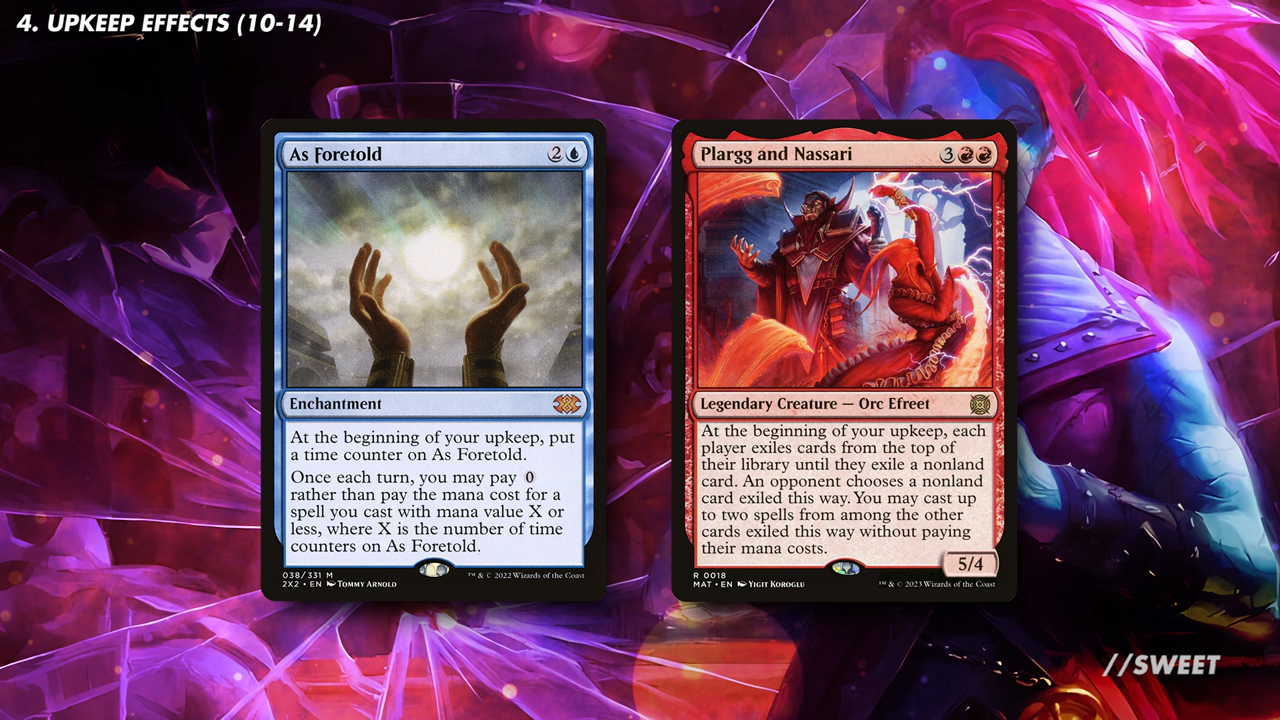 4. UPKEEP EFFECTS (10-14)
As Foretold 2
Enchantment
At the beginning of your upkeep, put
a time counter on As Foretold.
Once each turn, you may pay 0
rather than pay the mana cost for a
spell you cast with mana value X or
less, where X is the number of time
counters on As Foretold.
038/331 M
2X2 • EN TOMMY ARNOLD
™ & © 2022 Wizards of the Coast
Plargg and Nassari 3
Legendary Creature — Orc Efreet
At the beginning of your upkeep, each
player exiles cards from the top of
their library until they exile a nonland
card. An opponent chooses a nonland
card exiled this way. You may cast up
to two spells from among the other
cards exiled this way without paying
their mana costs.
5/4
R 0018
MAT • EN YIGIT KOROGLU
™ & © 2023 Wizards of the Coast
//SWEET